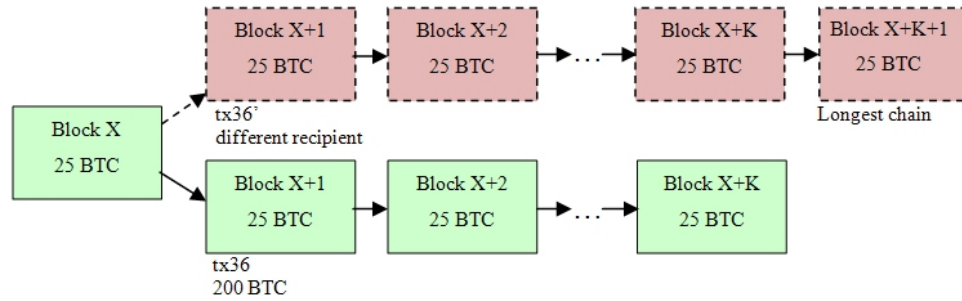 Block X+1
25 BTC
Block X+2
25 BTC
...
Block X+K
25 BTC
Block X+K+1
25 BTC
tx36’
different recipient
Longest chain
Block X
25 BTC
Block X+1
25 BTC
Block X+2
25 BTC
...
Block X+K
25 BTC
tx36
200 BTC